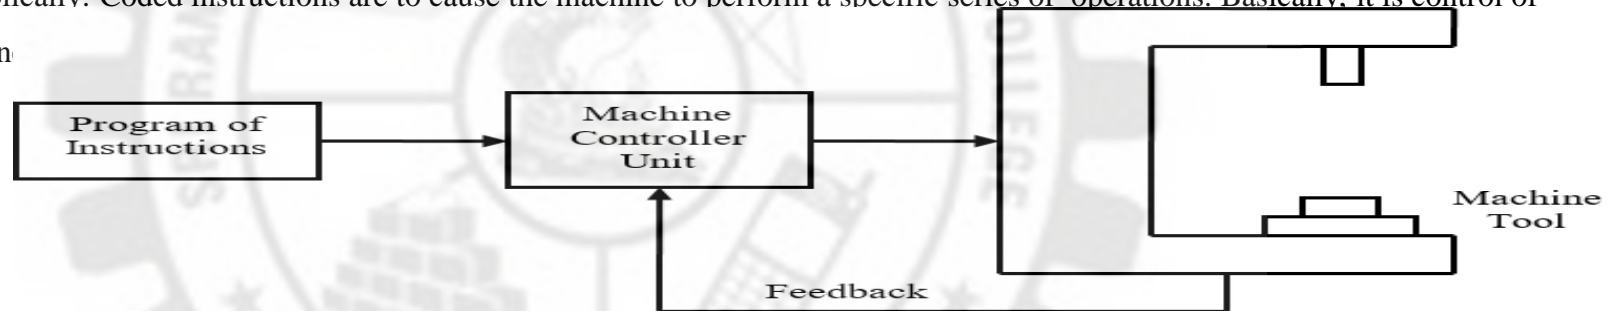 Coded instructions are to cause the machine to perform a specific series of operations. Basically, it is control of
Program of
Instructions
Machine
Controller
Unit
Machine
Tool
Feedback
OLLEGE